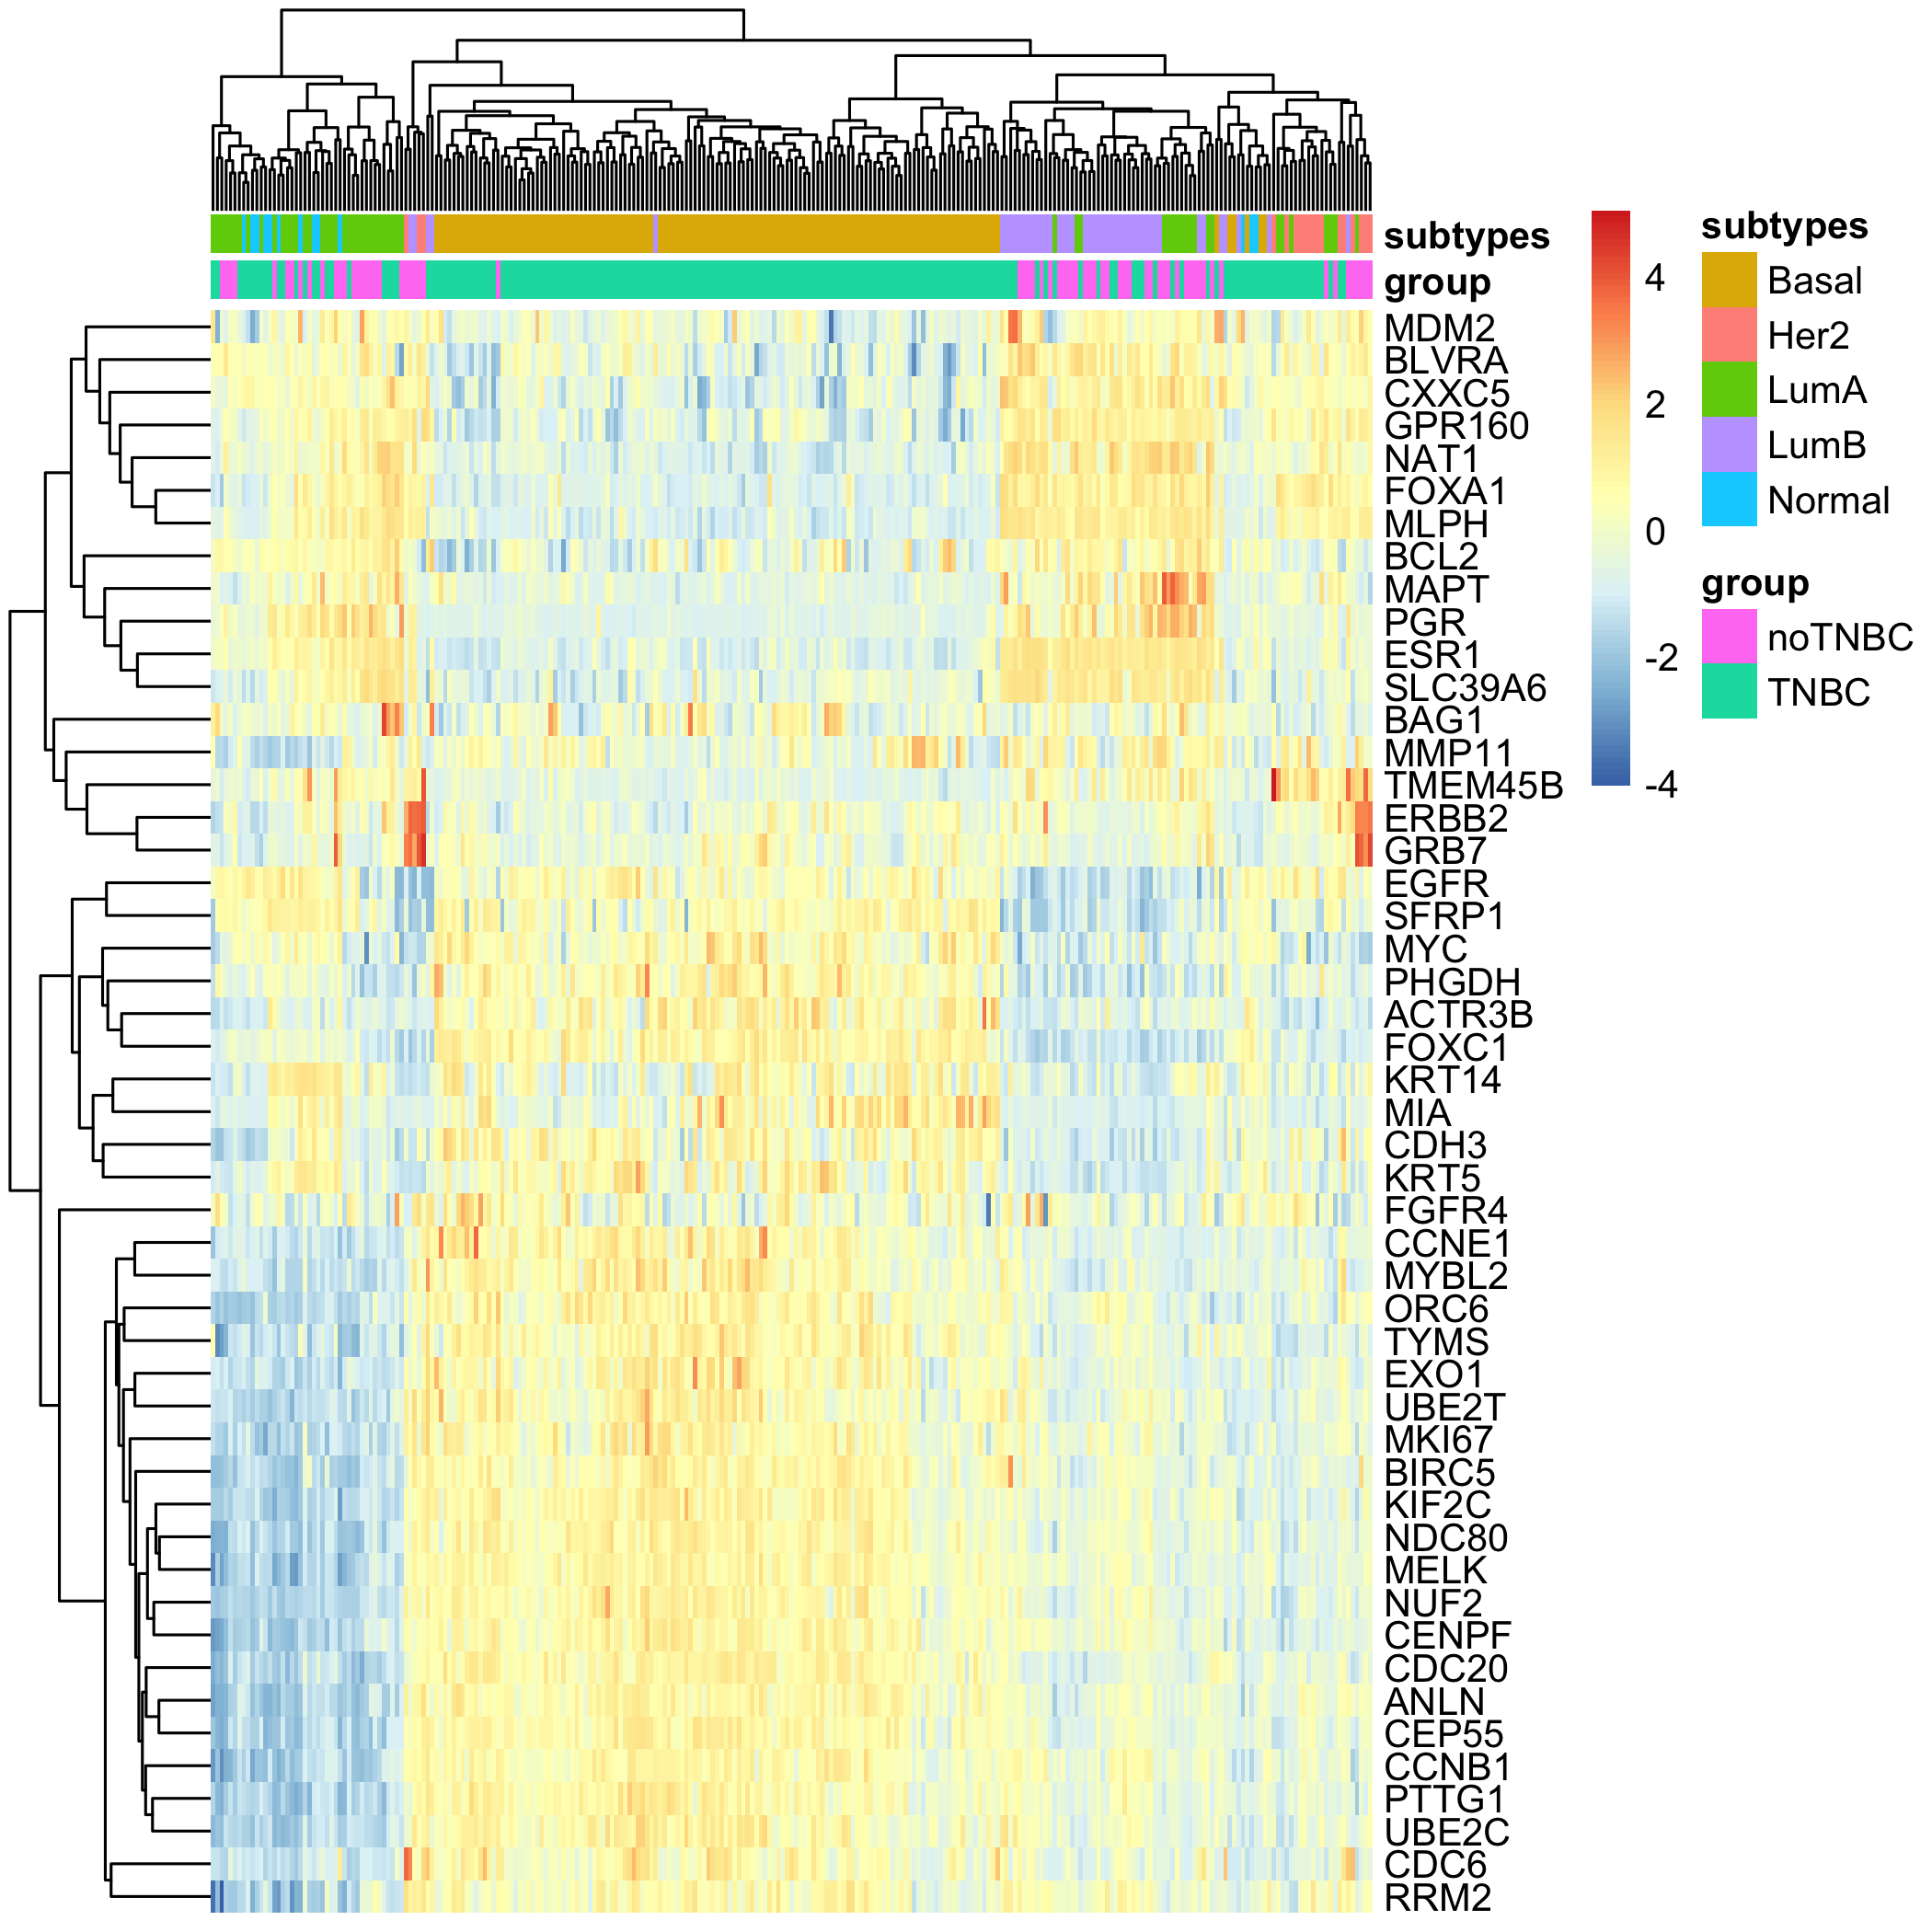 subtypes
group
MDM2
BLVRA
CXXC5
GPR160
NAT1
FOXA1
MLPH
BCL2
MAPT
PGR
ESR1
SLC39A6
BAG1
MMP11
TMEM45B
ERBB2
GRB7
EGFR
SFRP1
MYC
PHGDH
ACTR3B
FOXC1
KRT14
MIA
CDH3
KRT5
FGFR4
CCNE1
MYBL2
ORC6
TYMS
EXO1
UBE2T
MKI67
BIRC5
KIF2C
NDC80
MELK
NUF2
CENPF
CDC20
ANLN
CEP55
CCNB1
PTTG1
UBE2C
CDC6
RRM2
4
2
0
-2
-4
subtypes
Basal
Her2
LumA
LumB
Normal
group
noTNBC
TNBC